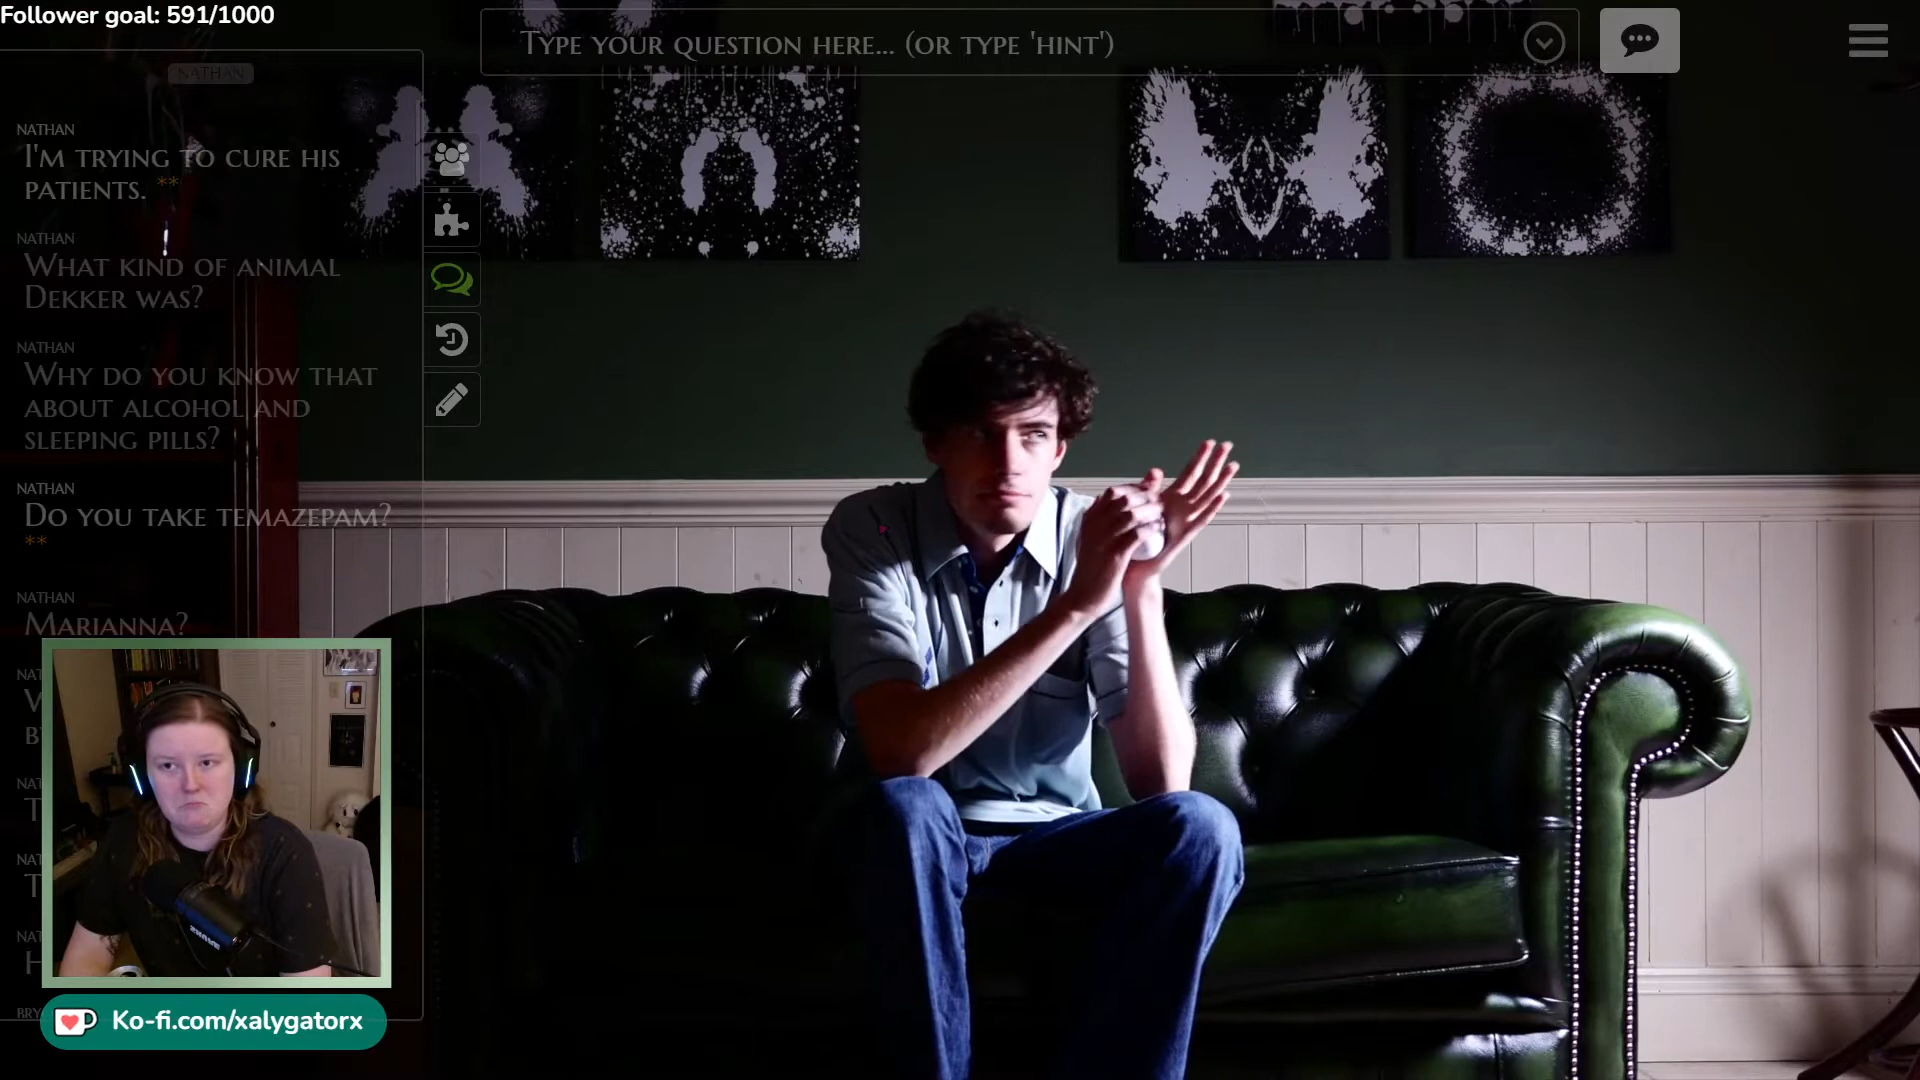 Follower goal: 591/1000
Type your question here... (or type 'hint')
NATHAN
NATHAN
I'm trying to cure his
patients. **
NATHAN
What kind of animal
Dekker was?
NATHAN
Why do you know that
about alcohol and
sleeping pills?
NATHAN
Do you take temazepam?
**
NATHAN
Marianna?
Ko-fi.com/xalygatorx